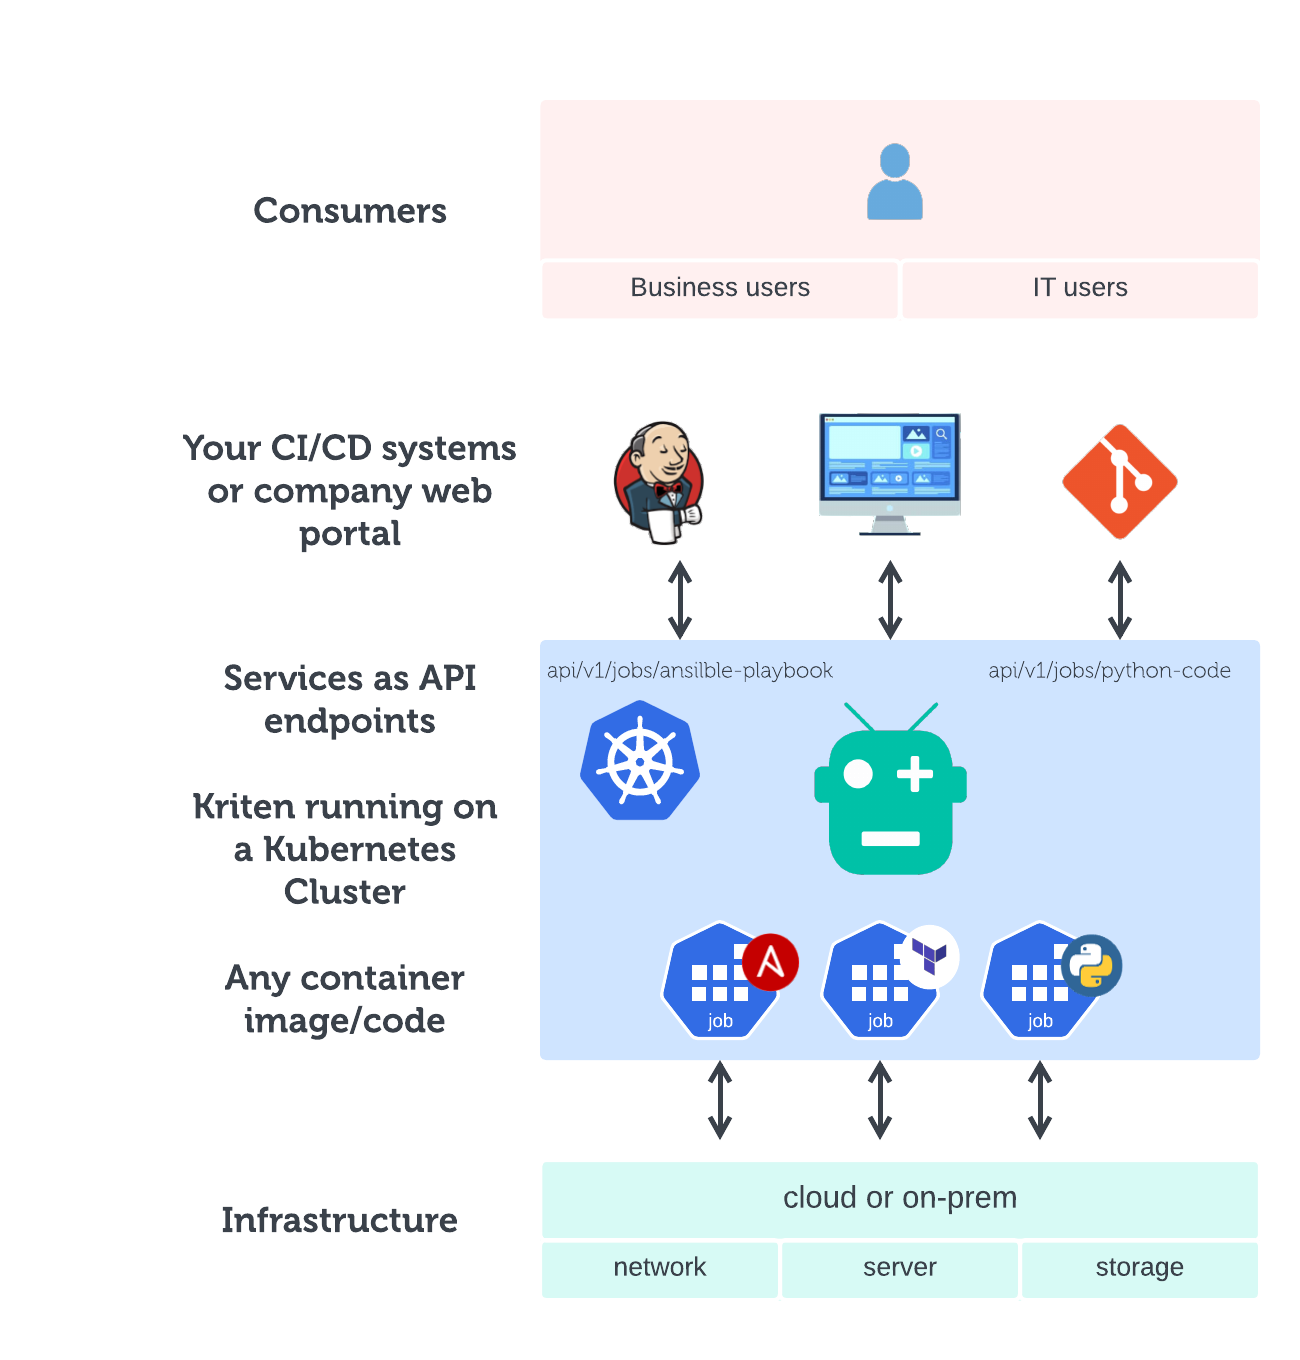 Consumers
Business users
IT users
Your CI/CD systems
or company web
portal
Services as API
endpoints
api/v1/jobs/ansilble-playbook
api/v1/jobs/python-code
Kriten running on
a Kubernetes
Cluster
Any container
image/code
job
job
job
Infrastructure
cloud or on-prem
network
server
storage